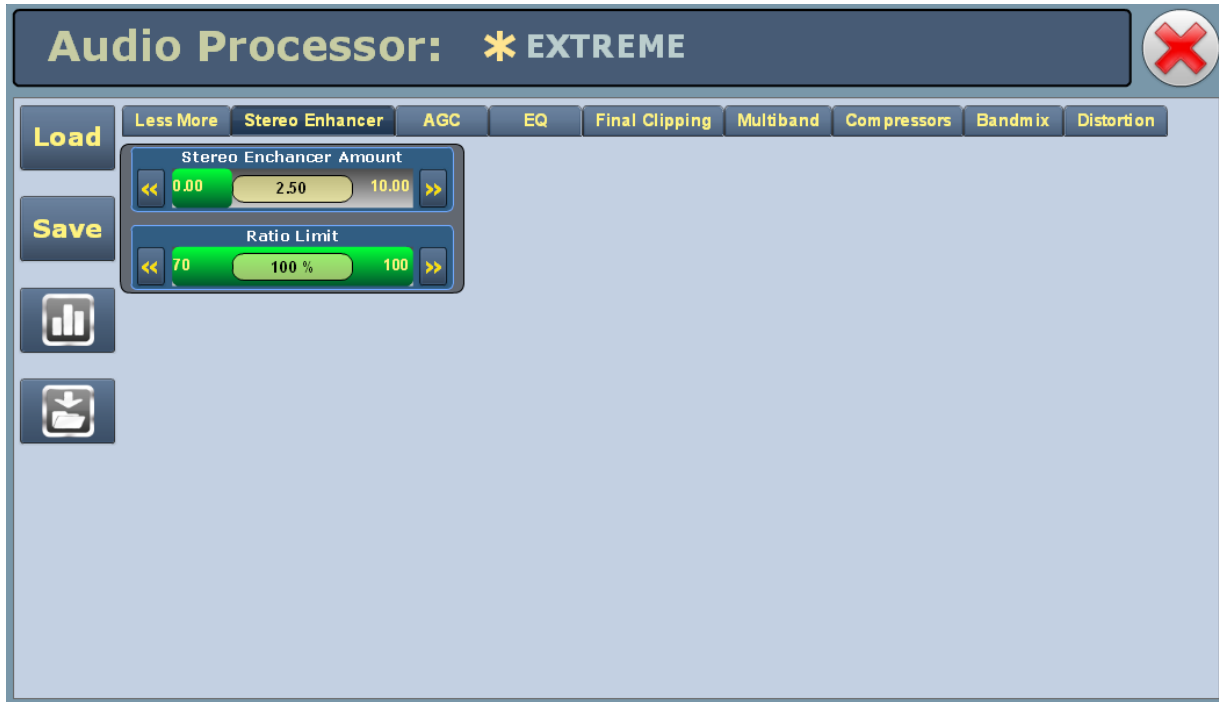 Audio Processor: * EXTREME
Load
Save
Less More Stereo Enhancer AGC EQ Final Clipping Multiband Compressors Bandmix Distortion
Stereo Enchancer Amount
« 0.00 2.50 10.00 »
Ratio Limit
« 70 100 % 100 »